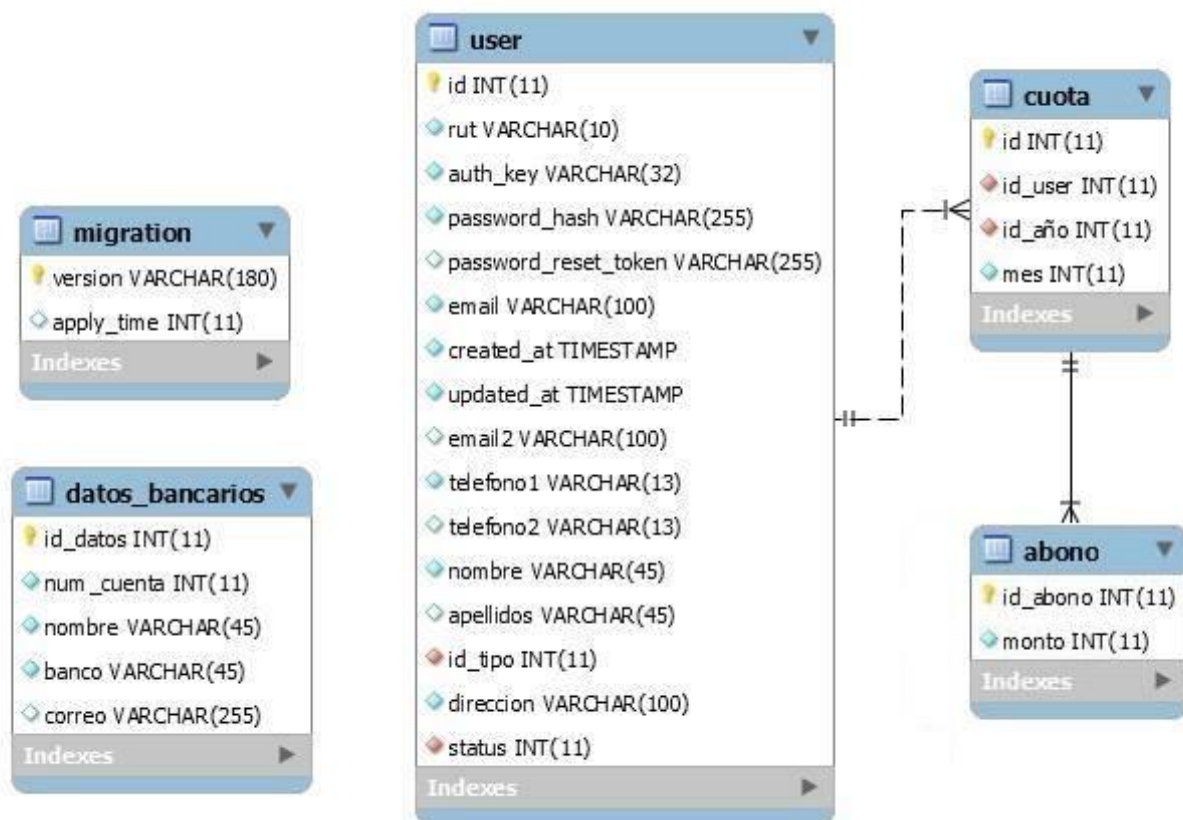 migration
version VARCHAR(180)
apply_time INT(11)
Indexes
datos_bancarios
id_datos INT(11)
num_cuenta INT(11)
nombre VARCHAR(45)
banco VARCHAR(45)
correo VARCHAR(255)
Indexes
user
id INT(11)
rut VARCHAR(10)
auth_key VARCHAR(32)
password_hash VARCHAR(255)
password_reset_token VARCHAR(255)
email VARCHAR(100)
created_at TIMESTAMP
updated_at TIMESTAMP
email2 VARCHAR(100)
telefono1 VARCHAR(13)
telefono2 VARCHAR(13)
nombre VARCHAR(45)
apellidos VARCHAR(45)
id_tipo INT(11)
direccion VARCHAR(100)
status INT(11)
Indexes
cuota
id INT(11)
id_user INT(11)
id_año INT(11)
mes INT(11)
Indexes
abono
id_abono INT(11)
monto INT(11)
Indexes